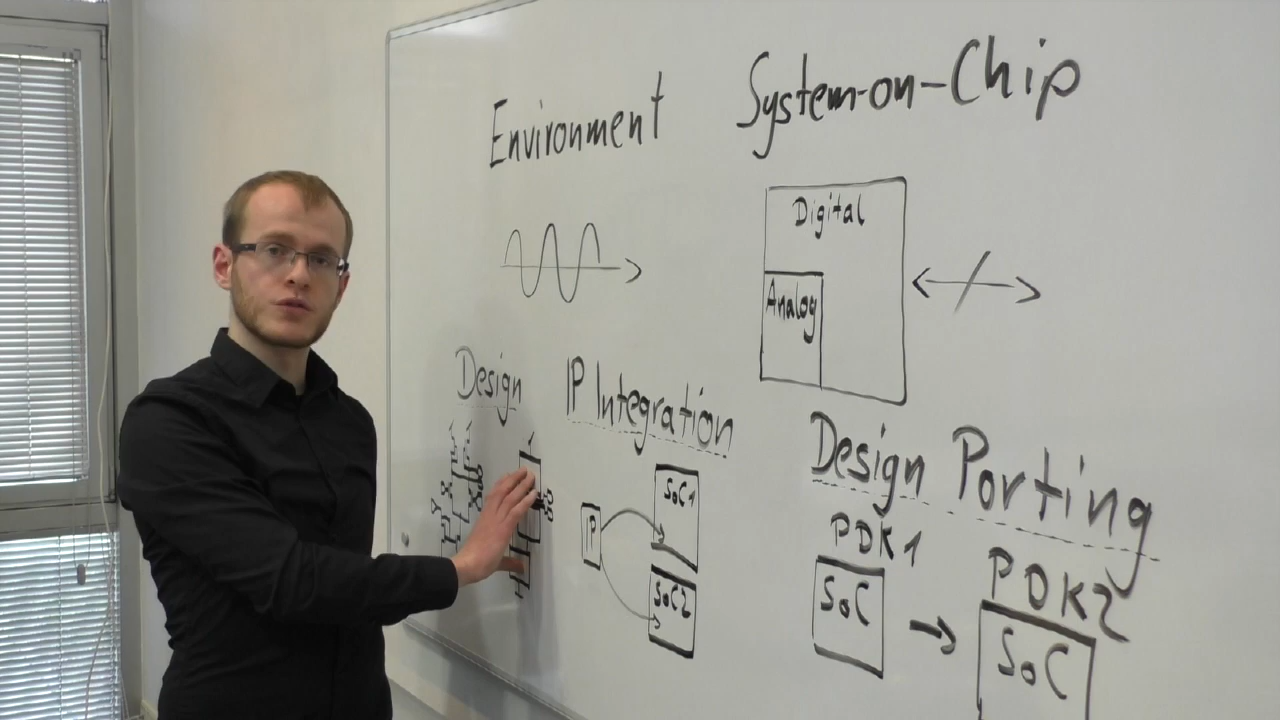 Environment
System-on-Chip
Digital
Analog
Design
IP Integration
IP
SoC1
SoC2
Design Porting
PDK1
SoC
PDK2
SoC